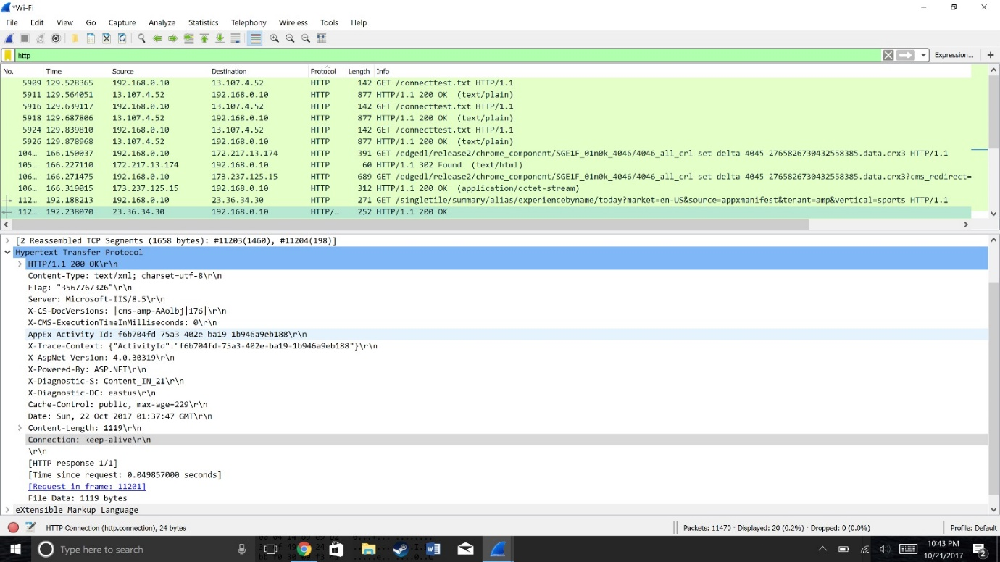 *Wi-Fi
File Edit View Go Capture Analyze Statistics Telephony Wireless Tools Help
http Expression... +
No. Time Source Destination Protocol Length Info
5909 129.528365 192.168.0.10 13.107.4.52 HTTP 142 GET /connecttest.txt HTTP/1.1
5911 129.564051 13.107.4.52 192.168.0.10 HTTP 877 HTTP/1.1 200 OK (text/plain)
5916 129.639117 192.168.0.10 13.107.4.52 HTTP 142 GET /connecttest.txt HTTP/1.1
5918 129.687806 13.107.4.52 192.168.0.10 HTTP 877 HTTP/1.1 200 OK (text/plain)
5924 129.839810 192.168.0.10 13.107.4.52 HTTP 142 GET /connecttest.txt HTTP/1.1
5926 129.878968 13.107.4.52 192.168.0.10 HTTP 877 HTTP/1.1 200 OK (text/plain)
104... 166.150037 192.168.0.10 172.217.13.174 HTTP 391 GET /edgedl/release2/chrome_component/SGE1F_01n0k_4046/4046_all_crl-set-delta-4045-2765826730432558385.data.crx3 HTTP/1.1
105... 166.227110 172.217.13.174 192.168.0.10 HTTP 60 HTTP/1.1 302 Found (text/html)
106... 166.271475 192.168.0.10 173.237.125.15 HTTP 689 GET /edgedl/release2/chrome_component/SGE1F_01n0k_4046/4046_all_crl-set-delta-4045-2765826730432558385.data.crx3?cms_redirect=
106... 166.319015 173.237.125.15 192.168.0.10 HTTP 312 HTTP/1.1 200 OK (application/octet-stream)
112... 192.188213 192.168.0.10 23.36.34.30 HTTP 271 GET /singletile/summary/alias/experiencebyname/today?market=en-US&source=appxmanifest&tenant=amp&vertical=sports HTTP/1.1
112... 192.238070 23.36.34.30 192.168.0.10 HTTP/... 252 HTTP/1.1 200 OK
[2 Reassembled TCP Segments (1658 bytes): #11203(1460), #11204(198)]
Hypertext Transfer Protocol
HTTP/1.1 200 OK\r\n
Content-Type: text/xml; charset=utf-8\r\n
ETag: "3567767326"\r\n
Server: Microsoft-IIS/8.5\r\n
X-CS-DocVersions: |cms-amp-AAolbj|176|\r\n
X-CMS-ExecutionTimeInMilliseconds: 0\r\n
AppEx-Activity-Id: f6b704fd-75a3-402e-ba19-1b946a9eb188\r\n
X-Trace-Context: {"ActivityId":"f6b704fd-75a3-402e-ba19-1b946a9eb188"}\r\n
X-AspNet-Version: 4.0.30319\r\n
X-Powered-By: ASP.NET\r\n
X-Diagnostic-S: Content_IN_21\r\n
X-Diagnostic-DC: eastus\r\n
Cache-Control: public, max-age=229\r\n
Date: Sun, 22 Oct 2017 01:37:47 GMT\r\n
Content-Length: 1119\r\n
Connection: keep-alive\r\n
\r\n
[HTTP response 1/1]
[Time since request: 0.049857000 seconds]
[Request in frame: 11201]
File Data: 1119 bytes
eXtensible Markup Language
HTTP Connection (http.connection), 24 bytes Packets: 11470 · Displayed: 20 (0.2%) · Dropped: 0 (0.0%) Profile: Default
Type here to search 10:43 PM
10/21/2017 2